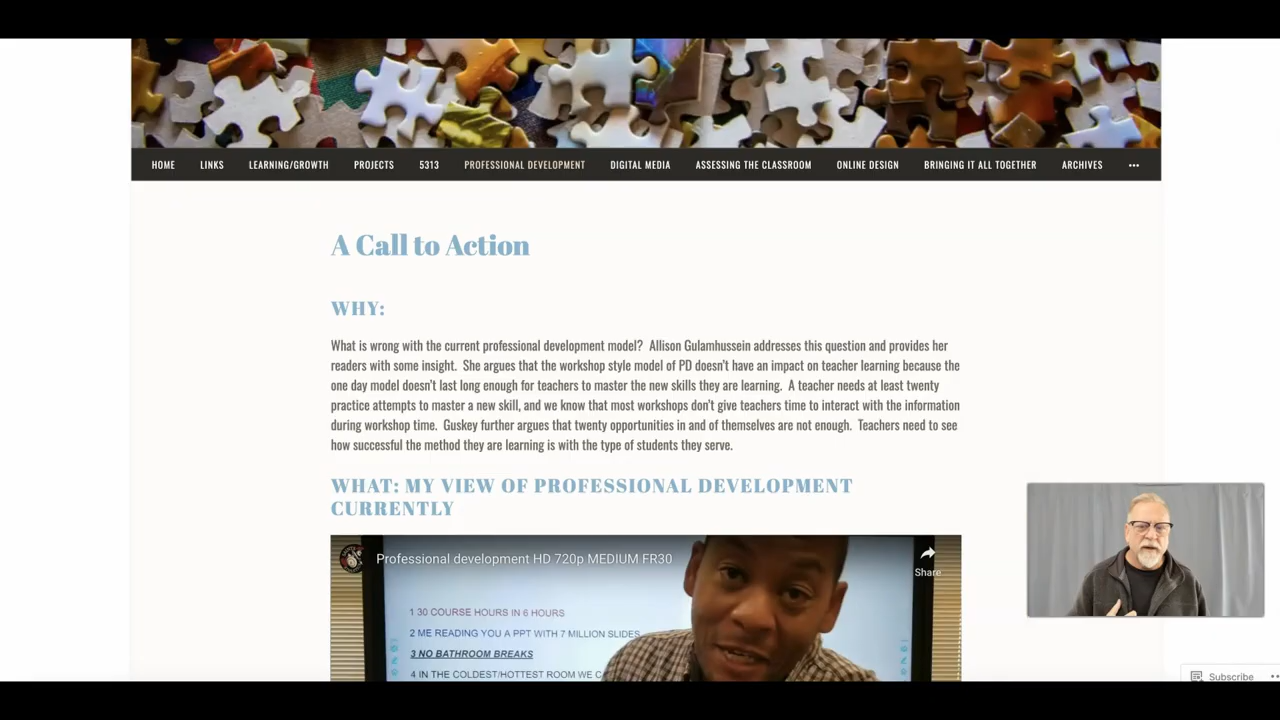 HOME LINKS LEARNING/GROWTH PROJECTS 5313 PROFESSIONAL DEVELOPMENT DIGITAL MEDIA ASSESSING THE CLASSROOM ONLINE DESIGN BRINGING IT ALL TOGETHER ARCHIVES •••
A Call to Action
WHY:
What is wrong with the current professional development model?  Allison Gulamhussein addresses this question and provides her
readers with some insight.  She argues that the workshop style model of PD doesn't have an impact on teacher learning because the
one day model doesn't last long enough for teachers to master the new skills they are learning.  A teacher needs at least twenty
practice attempts to master a new skill, and we know that most workshops don't give teachers time to interact with the information
during workshop time.  Guskey further argues that twenty opportunities in and of themselves are not enough.  Teachers need to see
how successful the method they are learning is with the type of students they serve.
WHAT: MY VIEW OF PROFESSIONAL DEVELOPMENT
CURRENTLY
Professional development HD 720p MEDIUM FR30
Share
1 30 COURSE HOURS IN 6 HOURS
2 ME READING YOU A PPT WITH 7 MILLION SLIDES
3 NO BATHROOM BREAKS
4 IN THE COLDEST/HOTTEST ROOM WE C
Subscribe